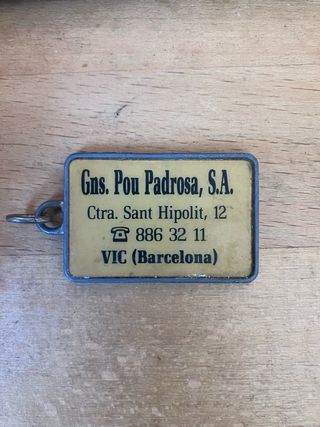 Gns. Pou Padrosa, S.A.
Ctra. Sant Hipolit, 12
☎ 886 32 11
VIC (Barcelona)